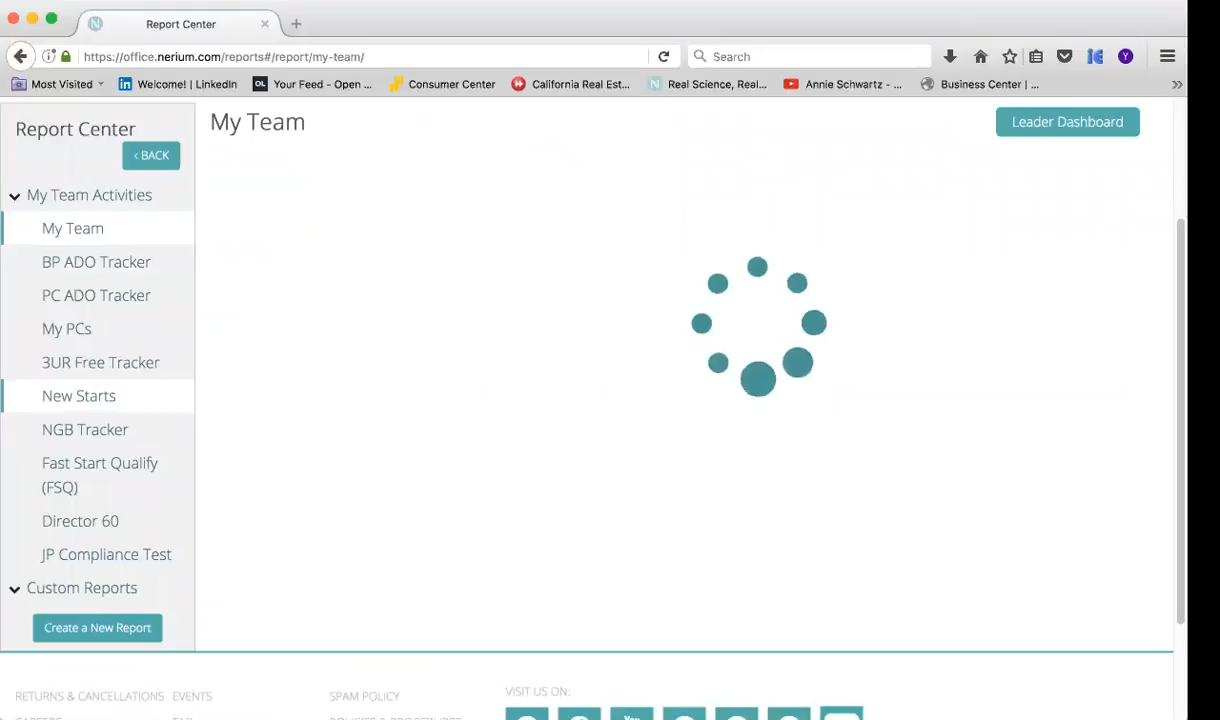 Report Center
https://office.nerium.com/reports#/report/my-team/
Search
Most Visited
Welcome! | LinkedIn
Your Feed - Open ...
Consumer Center
California Real Est...
Real Science, Real...
Annie Schwartz - ...
Business Center | ...
Report Center
< BACK
My Team Activities
My Team
BP ADO Tracker
PC ADO Tracker
My PCs
3UR Free Tracker
New Starts
NGB Tracker
Fast Start Qualify
(FSQ)
Director 60
JP Compliance Test
Custom Reports
Create a New Report
My Team
Leader Dashboard
RETURNS & CANCELLATIONS
EVENTS
SPAM POLICY
VISIT US ON: